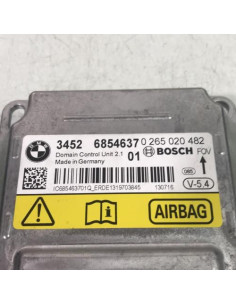 3452 6854637 0 265 020 482
Domain Control Unit 2.1 01 BOSCH FOV
Made in Germany
V-5.4
IC685463701Q_ERDE1319703845 130716
AIRBAG